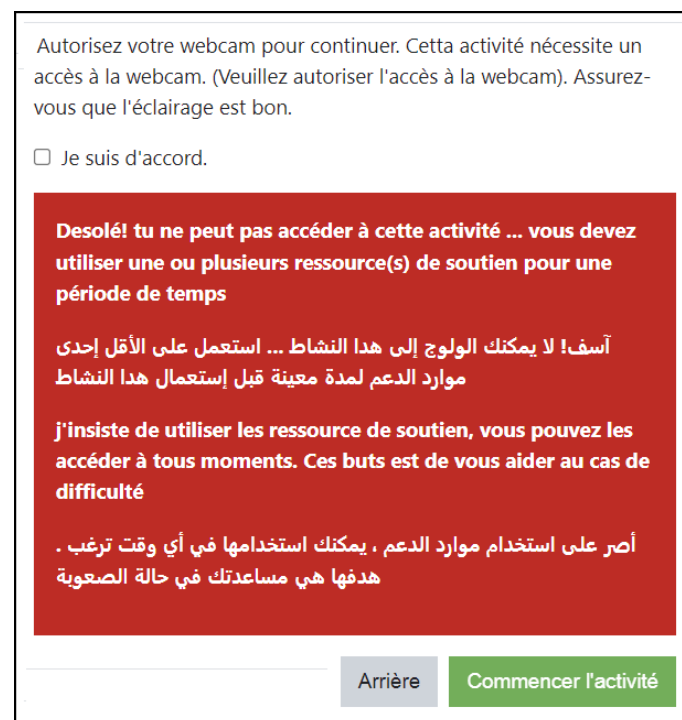 Autorisez votre webcam pour continuer. Cetta activité nécessite un
accès à la webcam. (Veuillez autoriser l'accès à la webcam). Assurez-
vous que l'éclairage est bon.
Je suis d'accord.
Desolé! tu ne peut pas accéder à cette activité ... vous devez
utiliser une ou plusieurs ressource(s) de soutien pour une
période de temps
آسف! لا يمكنك الولوج إلى هدا النشاط ... استعمل على الأقل إحدى
موارد الدعم لمدة معينة قبل إستعمال هدا النشاط
j'insiste de utiliser les ressource de soutien, vous pouvez les
accéder à tous moments. Ces buts est de vous aider au cas de
difficulté
أصر على استخدام موارد الدعم ، يمكنك استخدامها في أي وقت ترغب .
هدفها هي مساعدتك في حالة الصعوبة
Arrière
Commencer l'activité